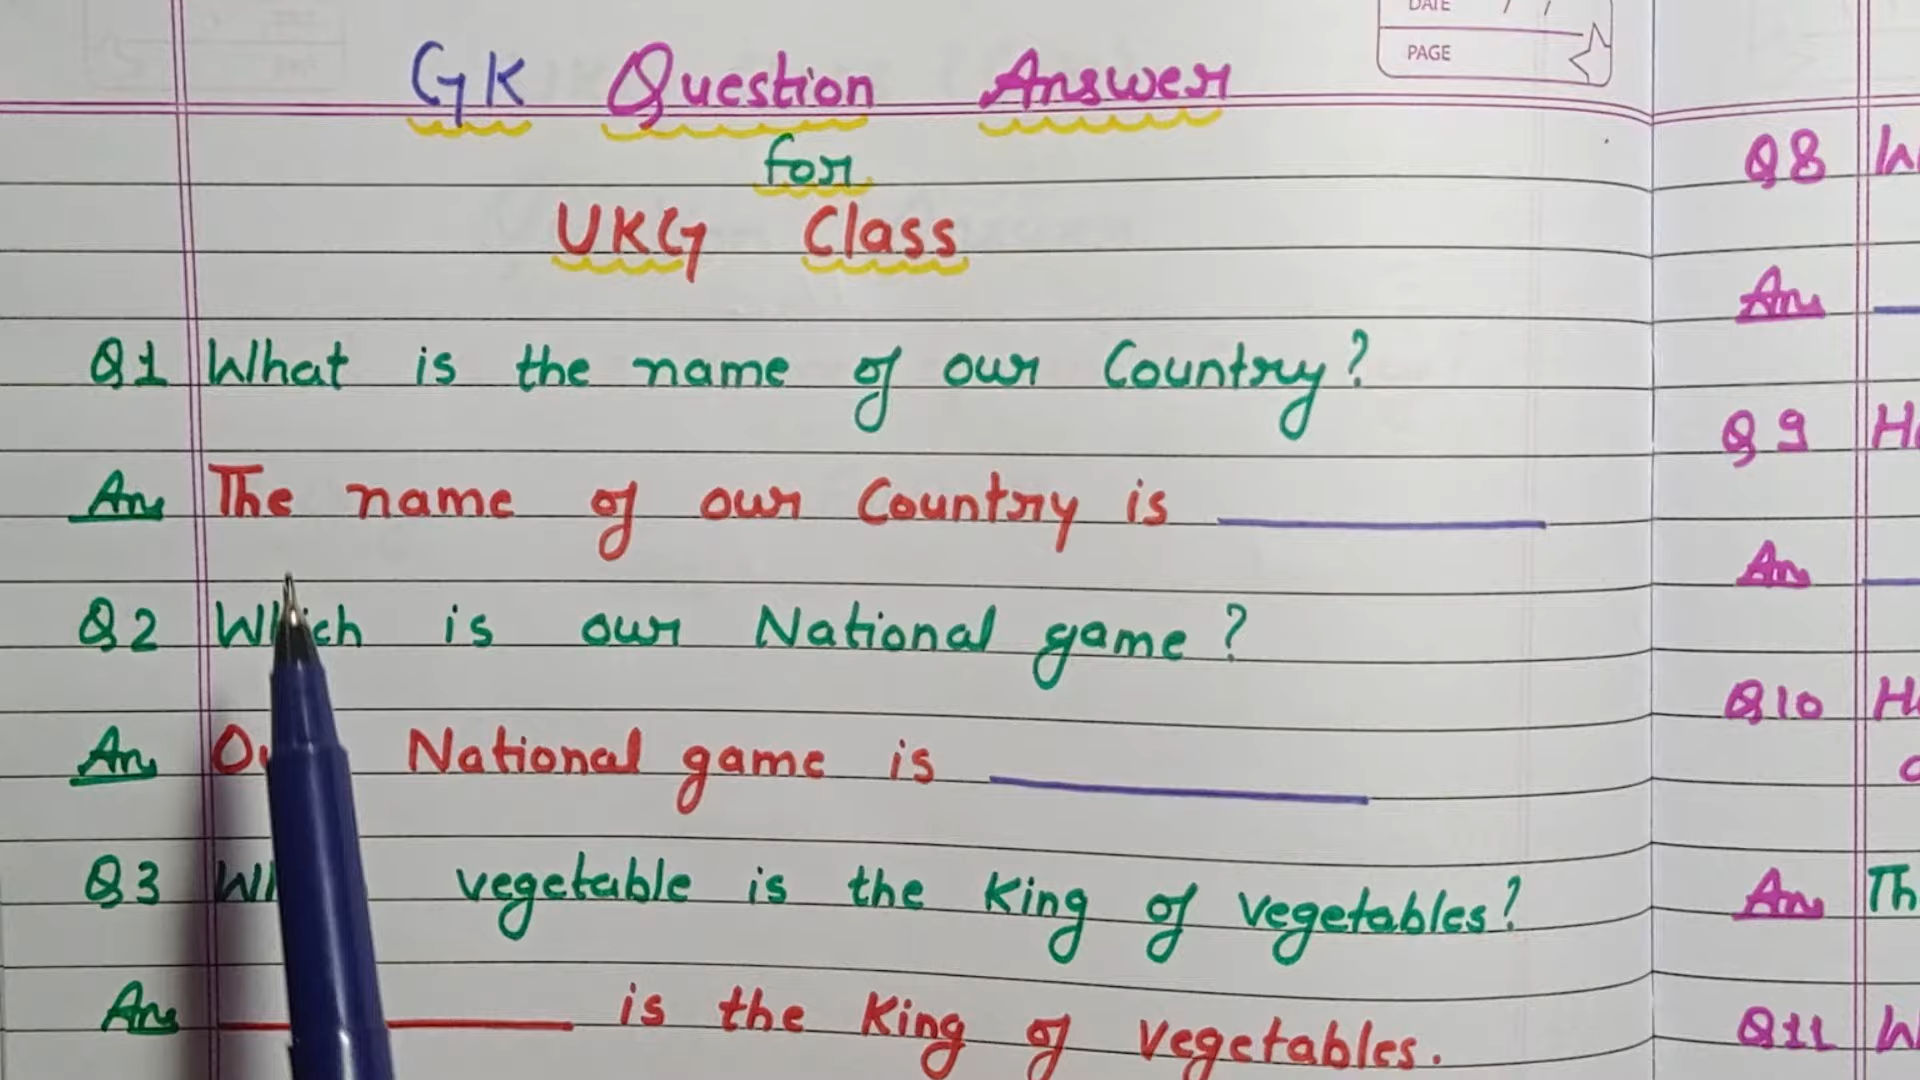 DATE / /
PAGE
GK Question Answer
for
UKG Class
Q1 What is the name of our Country?
Ans The name of our Country is
Q2 Which is our National game?
Ans National game is
Q3 vegetable is the King of vegetables?
Ans is the King of vegetables.
Q8
Ans
Q9
Ans
Q10
Ans
Q11